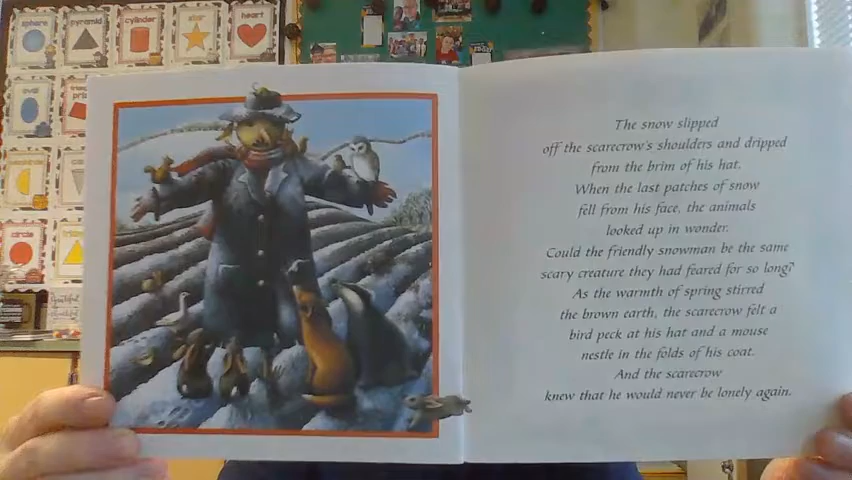 sphere
pyramid
cylinder
star
heart
oval
circle
The snow slipped
off the scarecrow's shoulders and dripped
from the brim of his hat.
When the last patches of snow
fell from his face, the animals
looked up in wonder.
Could the friendly snowman be the same
scary creature they had feared for so long?
As the warmth of spring stirred
the brown earth, the scarecrow felt a
bird peck at his hat and a mouse
nestle in the folds of his coat.
And the scarecrow
knew that he would never be lonely again.